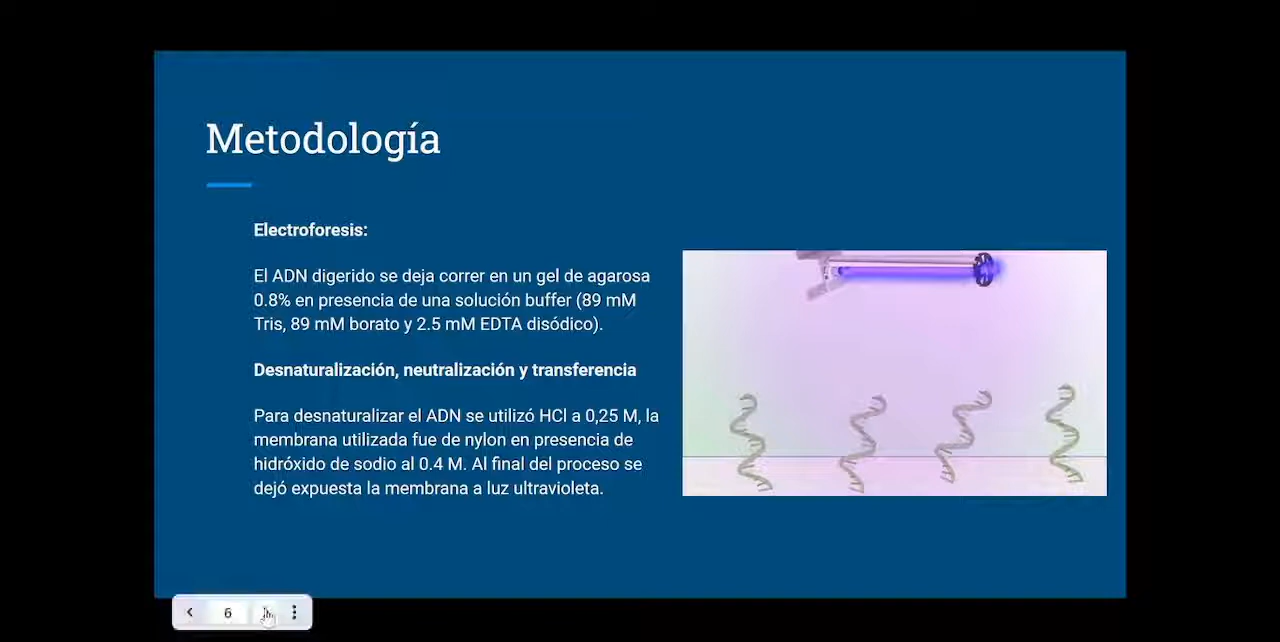 Metodología
Electroforesis:
El ADN digerido se deja correr en un gel de agarosa
0.8% en presencia de una solución buffer (89 mM
Tris, 89 mM borato y 2.5 mM EDTA disódico).
Desnaturalización, neutralización y transferencia
Para desnaturalizar el ADN se utilizó HCl a 0,25 M, la
membrana utilizada fue de nylon en presencia de
hidróxido de sodio al 0.4 M. Al final del proceso se
dejó expuesta la membrana a luz ultravioleta.
6